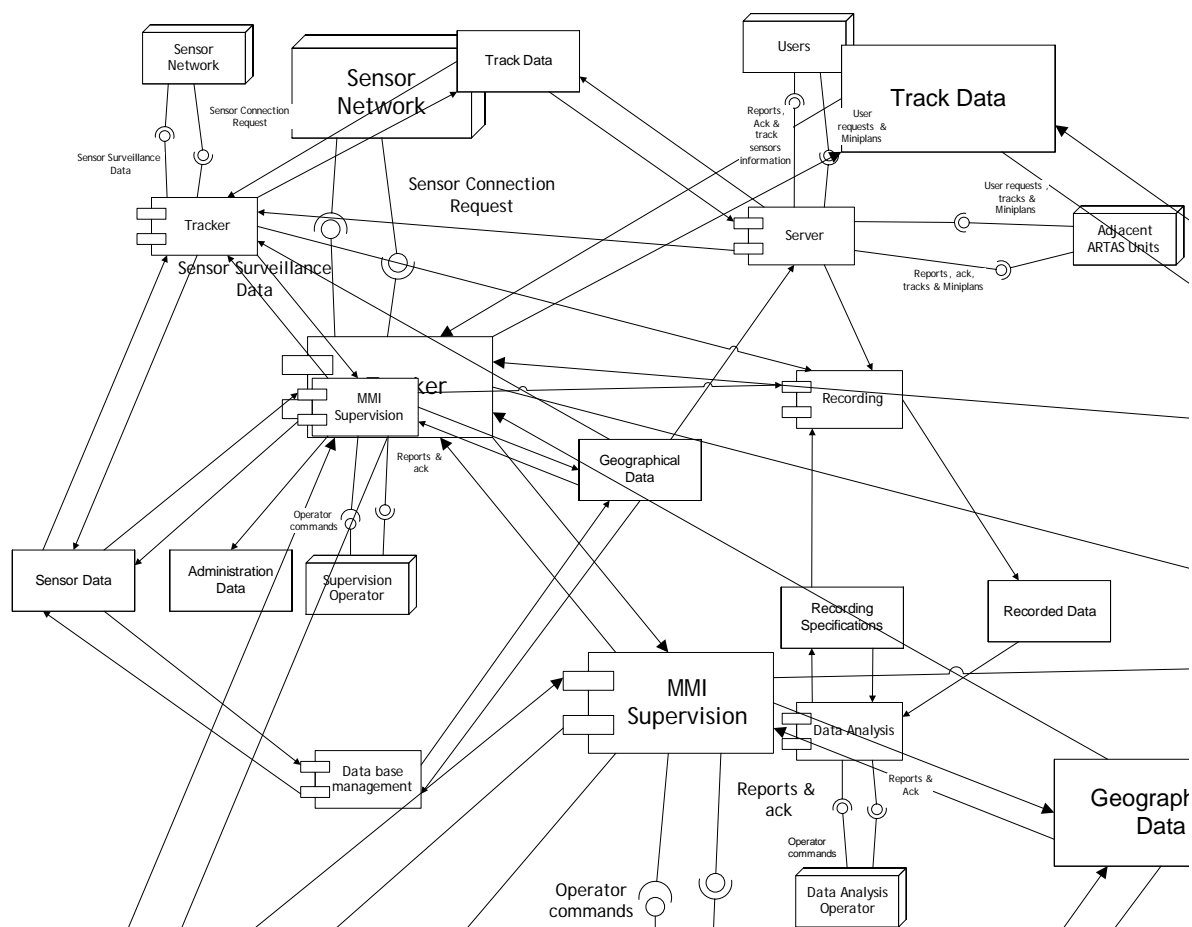 Sensor
Network
Sensor
Network
Track Data
Users
Track Data
Sensor Connection
Request
Reports,
Ack &
track
sensors
information
User
requests &
Miniplans
Sensor Surveillance
Data
Sensor Connection
Request
User requests ,
tracks &
Miniplans
Tracker
Server
Adjacent
ARTAS Units
Sensor Surveillance
Data
Reports , ack,
tracks & Miniplans
MMI
Supervision
Recording
Reports &
ack
Geographical
Data
Operator
commands
Sensor Data
Administration
Data
Supervision
Operator
Recording
Specifications
Recorded Data
MMI
Supervision
Data Analysis
Data base
management
Reports &
ack
Reports &
Ack
Data
Operator
commands
Operator
commands
Data Analysis
Operator